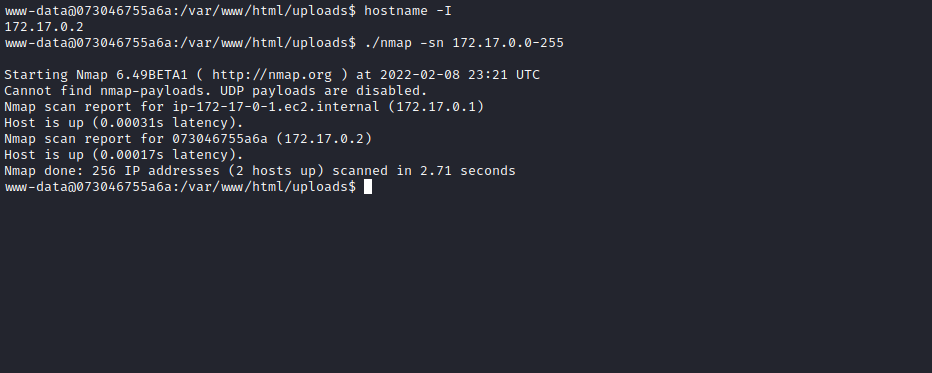 www-data@073046755a6a:/var/www/html/uploads$ hostname -I
172.17.0.2
www-data@073046755a6a:/var/www/html/uploads$ ./nmap -sn 172.17.0.0-255
Starting Nmap 6.49BETA1 ( http://nmap.org ) at 2022-02-08 23:21 UTC
Cannot find nmap-payloads. UDP payloads are disabled.
Nmap scan report for ip-172-17-0-1.ec2.internal (172.17.0.1)
Host is up (0.00031s latency).
Nmap scan report for 073046755a6a (172.17.0.2)
Host is up (0.00017s latency).
Nmap done: 256 IP addresses (2 hosts up) scanned in 2.71 seconds
www-data@073046755a6a:/var/www/html/uploads$